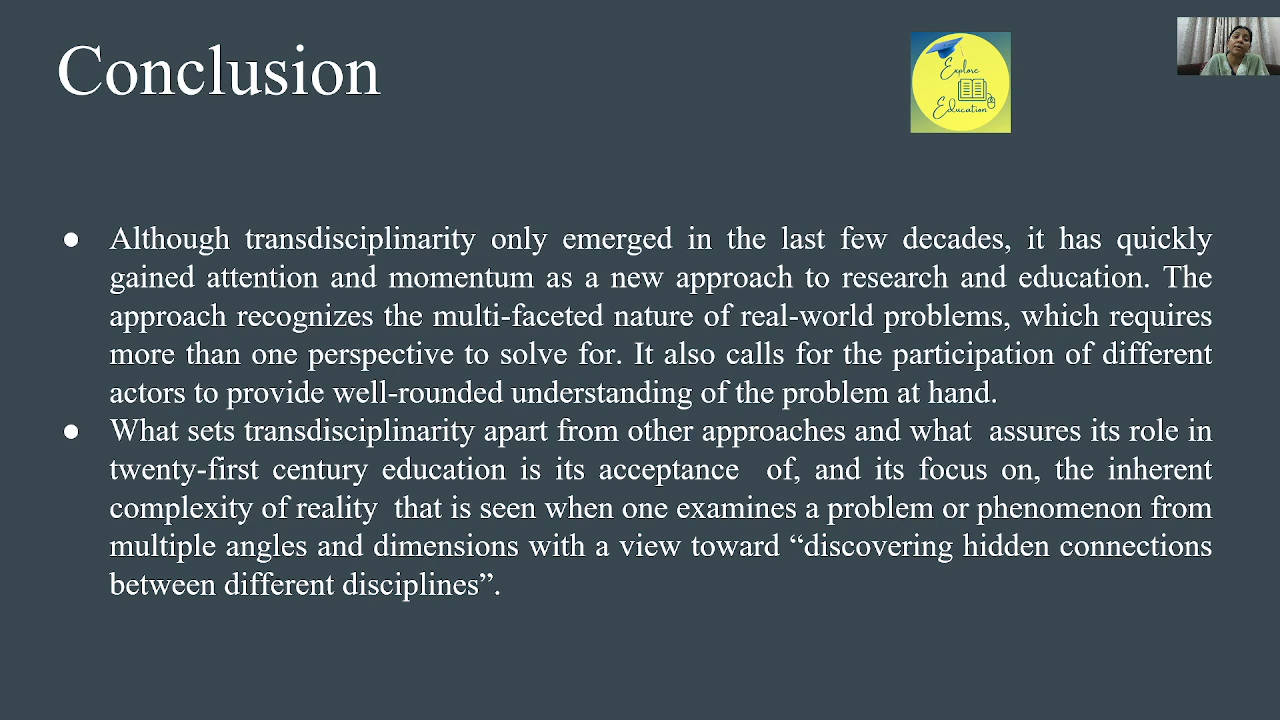 Conclusion
Explore
Education
● Although transdisciplinarity only emerged in the last few decades, it has quickly
gained attention and momentum as a new approach to research and education. The
approach recognizes the multi-faceted nature of real-world problems, which requires
more than one perspective to solve for. It also calls for the participation of different
actors to provide well-rounded understanding of the problem at hand.
● What sets transdisciplinarity apart from other approaches and what assures its role in
twenty-first century education is its acceptance of, and its focus on, the inherent
complexity of reality that is seen when one examines a problem or phenomenon from
multiple angles and dimensions with a view toward “discovering hidden connections
between different disciplines”.